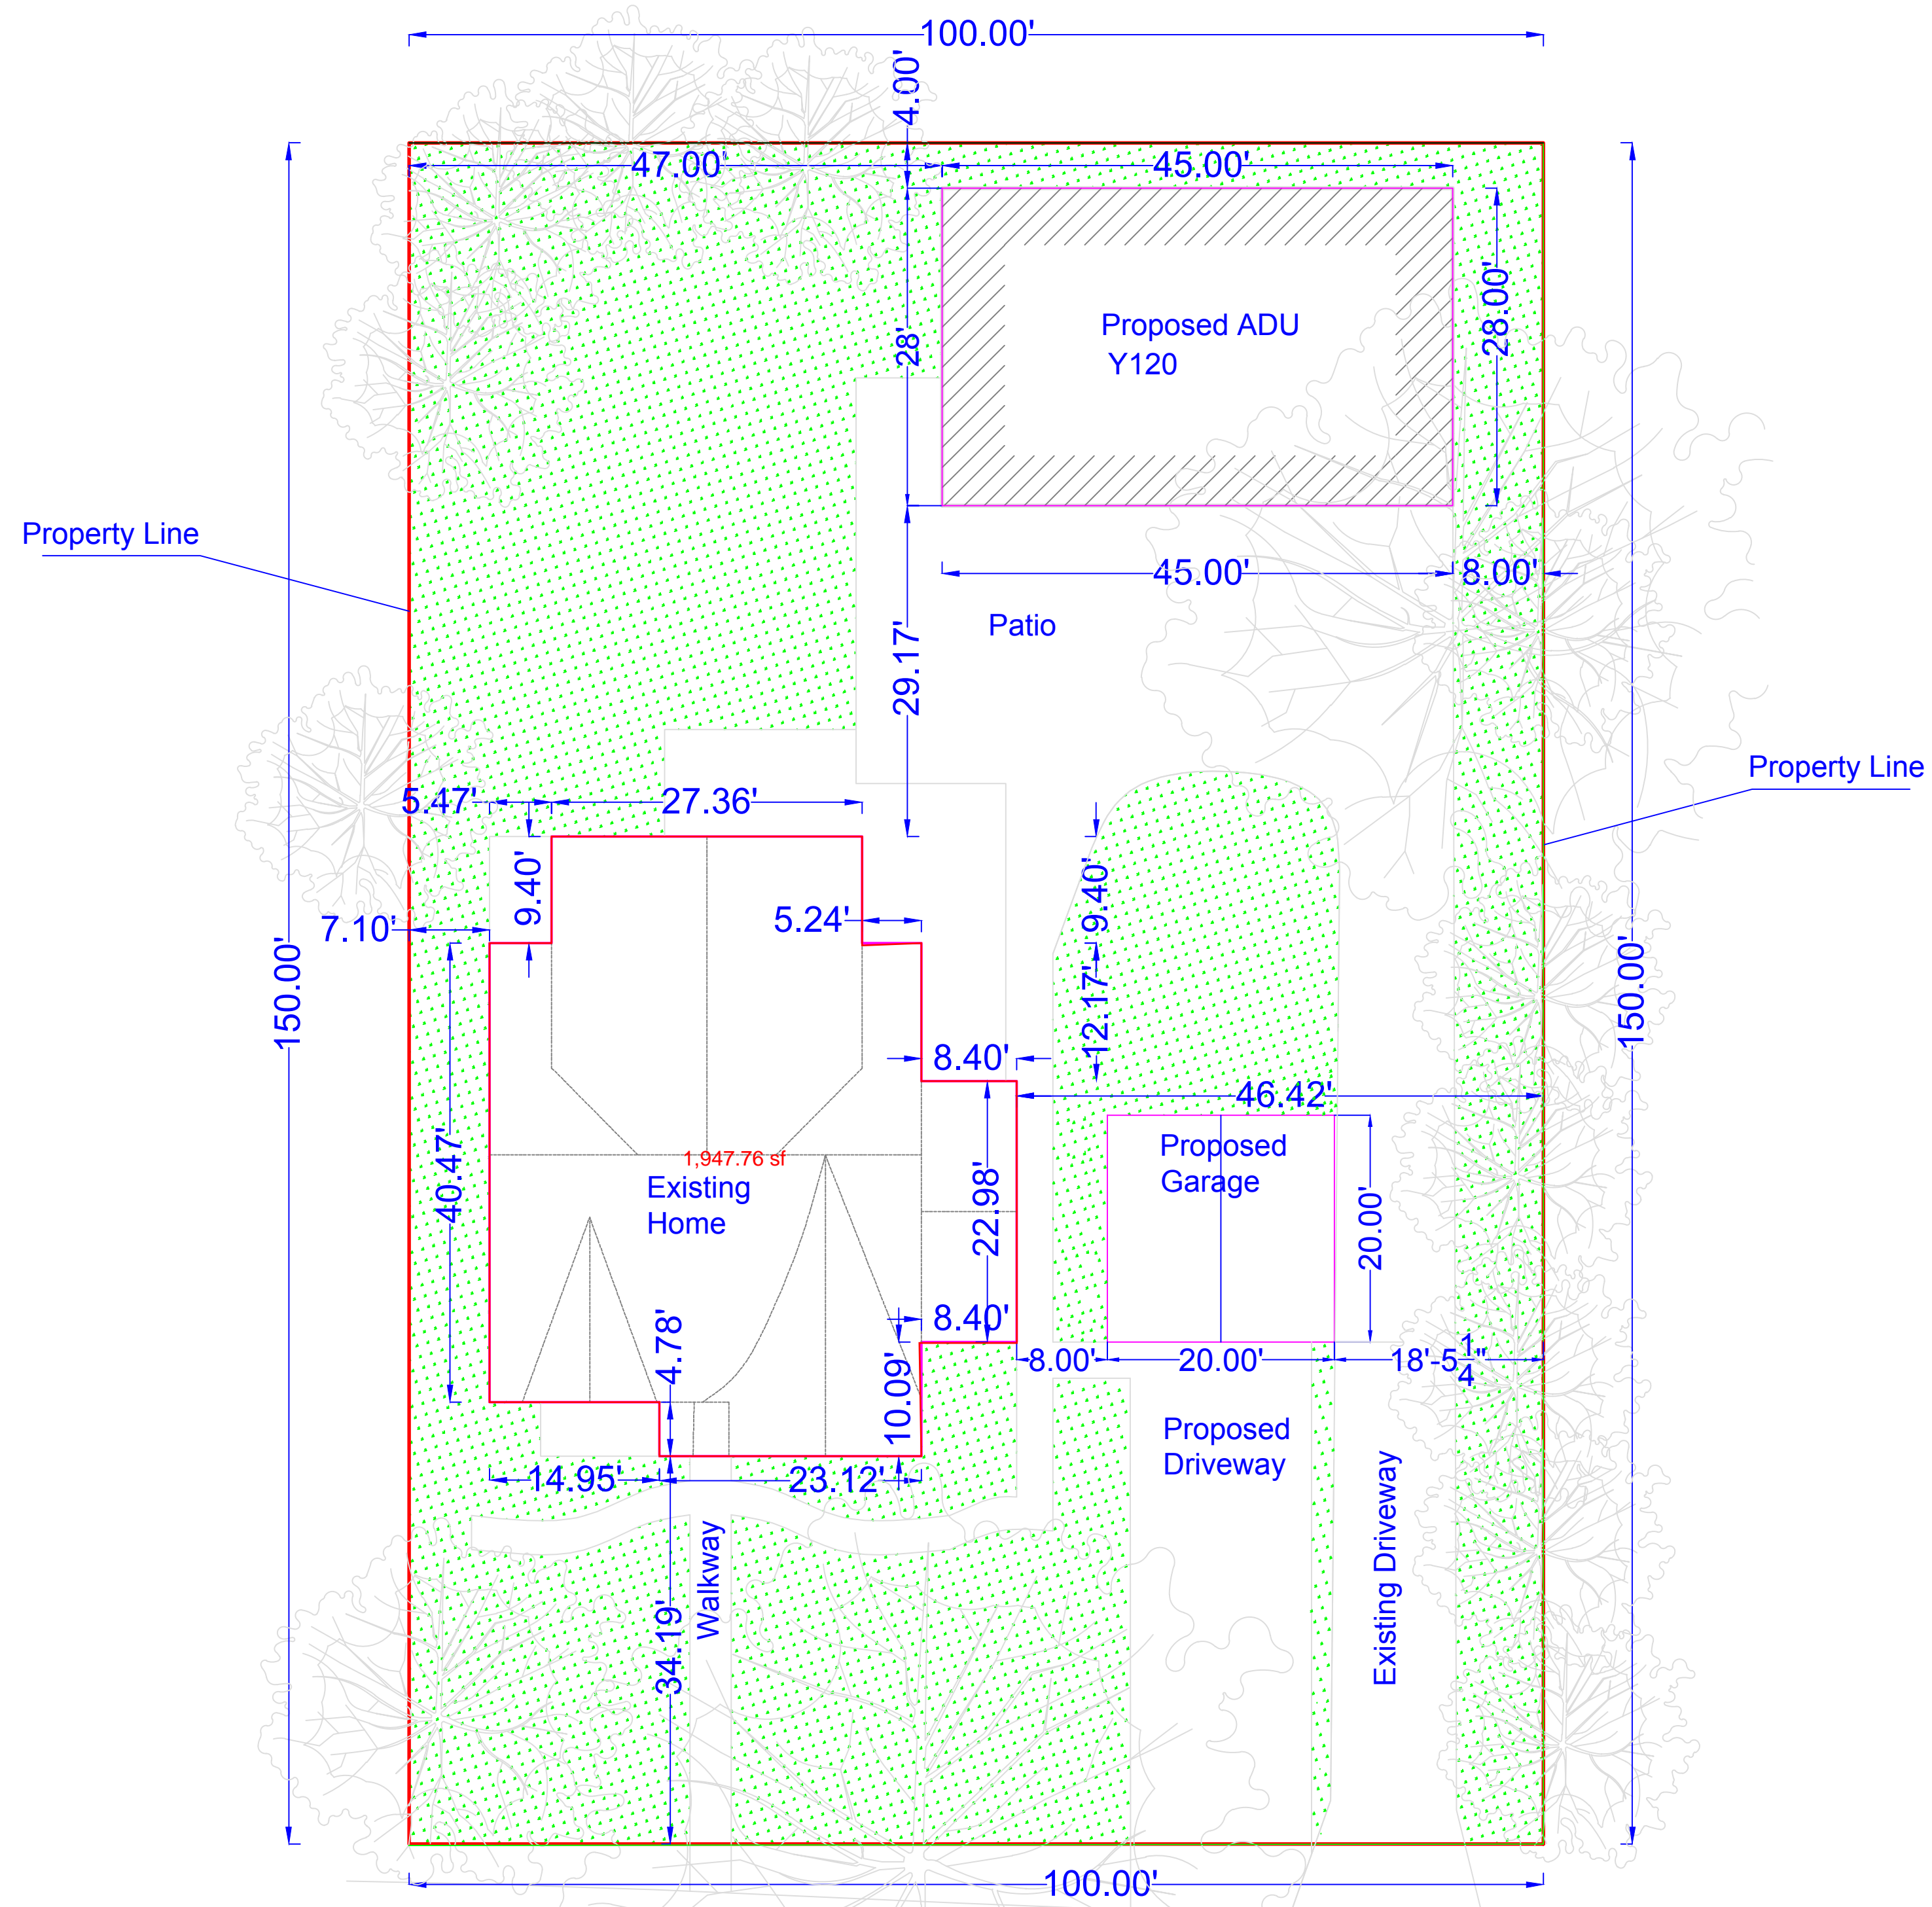 100.00'
4.00'
47.00'
45.00'
Proposed ADU
Y120
28'
28.00'
Property Line
45.00'
8.00'
Patio
29.17'
Property Line
5.47'
27.36'
9.40'
9.40'
5.24'
7.10'
150.00'
150.00'
12.17'
8.40'
46.42'
40.47'
1,947.76 sf
Existing
Home
22.98'
Proposed
Garage
20.00'
4.78'
8.40'
10.09'
8.00'
20.00'
18'-5 1/4"
Proposed
Driveway
14.95'
23.12'
Walkway
34.19'
Existing Driveway
100.00'